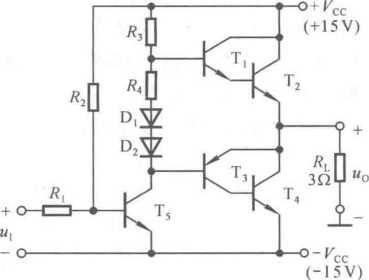 +V_CC
(+15 V)
R_3
T_1
R_4
T_2
R_2
D_1
D_2
+
R_L
3Ω
u_O
T_3
T_4
R_1
+
T_5
u_I
−
−
−V_CC
(−15 V)